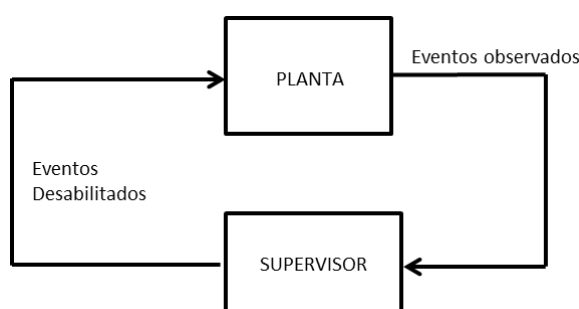 PLANTA
Eventos observados
Eventos
Desabilitados
SUPERVISOR